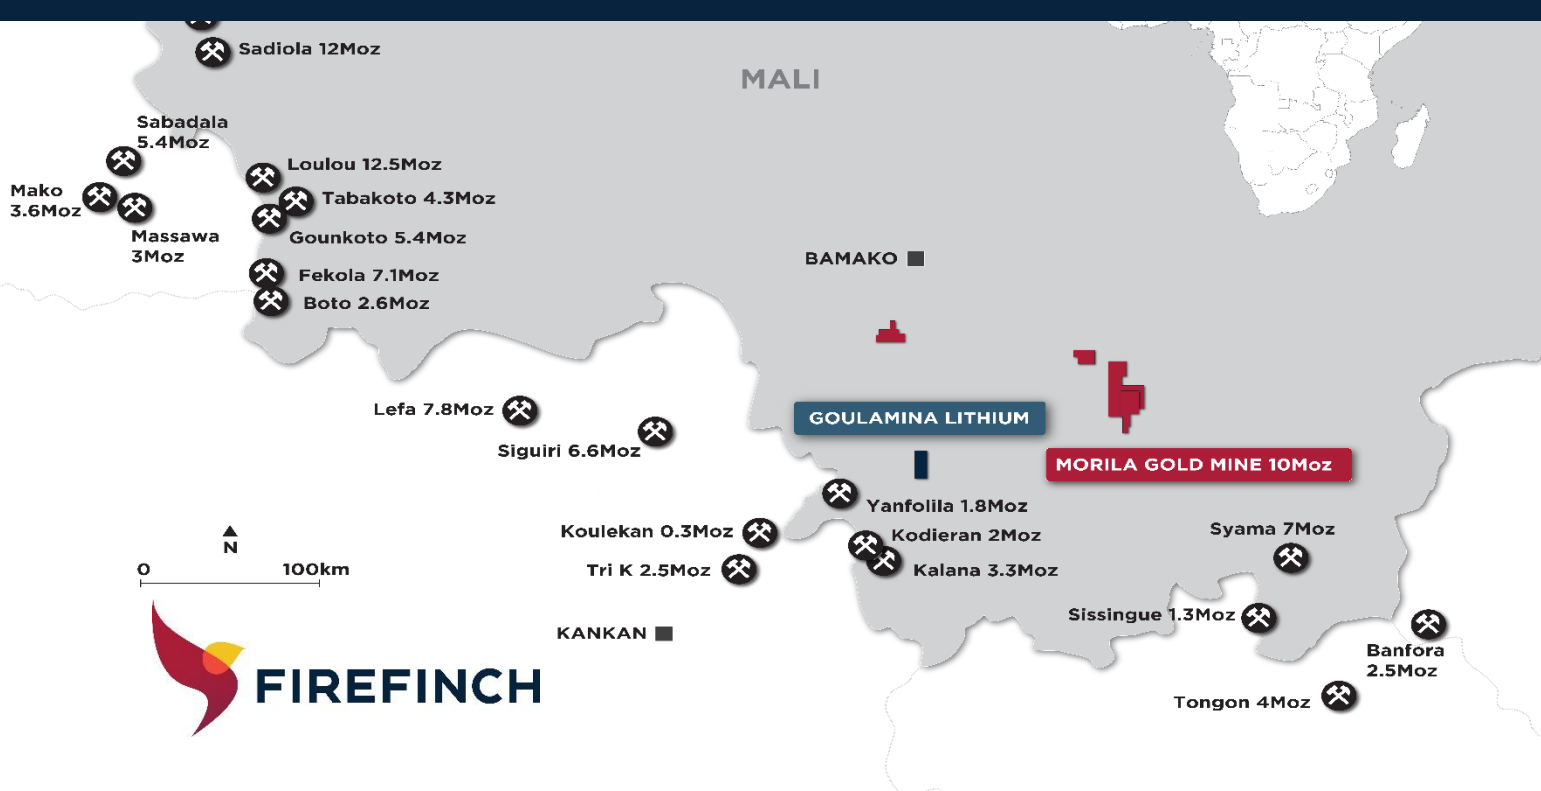 Sadiola 12Moz
MALI
Sabadala
5.4Moz
Loulou 12.5Moz
Mako
3.6Moz
Tabakoto 4.3Moz
Massawa
3Moz
Gounkoto 5.4Moz
BAMAKO
Fekola 7.1Moz
Boto 2.6Moz
Lefa 7.8Moz
GOULAMINA LITHIUM
Siguiri 6.6Moz
MORILA GOLD MINE 10Moz
Yanfolila 1.8Moz
Koulekan 0.3Moz
Kodieran 2Moz
Syama 7Moz
N
0 100km
Tri K 2.5Moz
Kalana 3.3Moz
Sissingue 1.3Moz
KANKAN
Banfora
2.5Moz
FIREFINCH
Tongon 4Moz